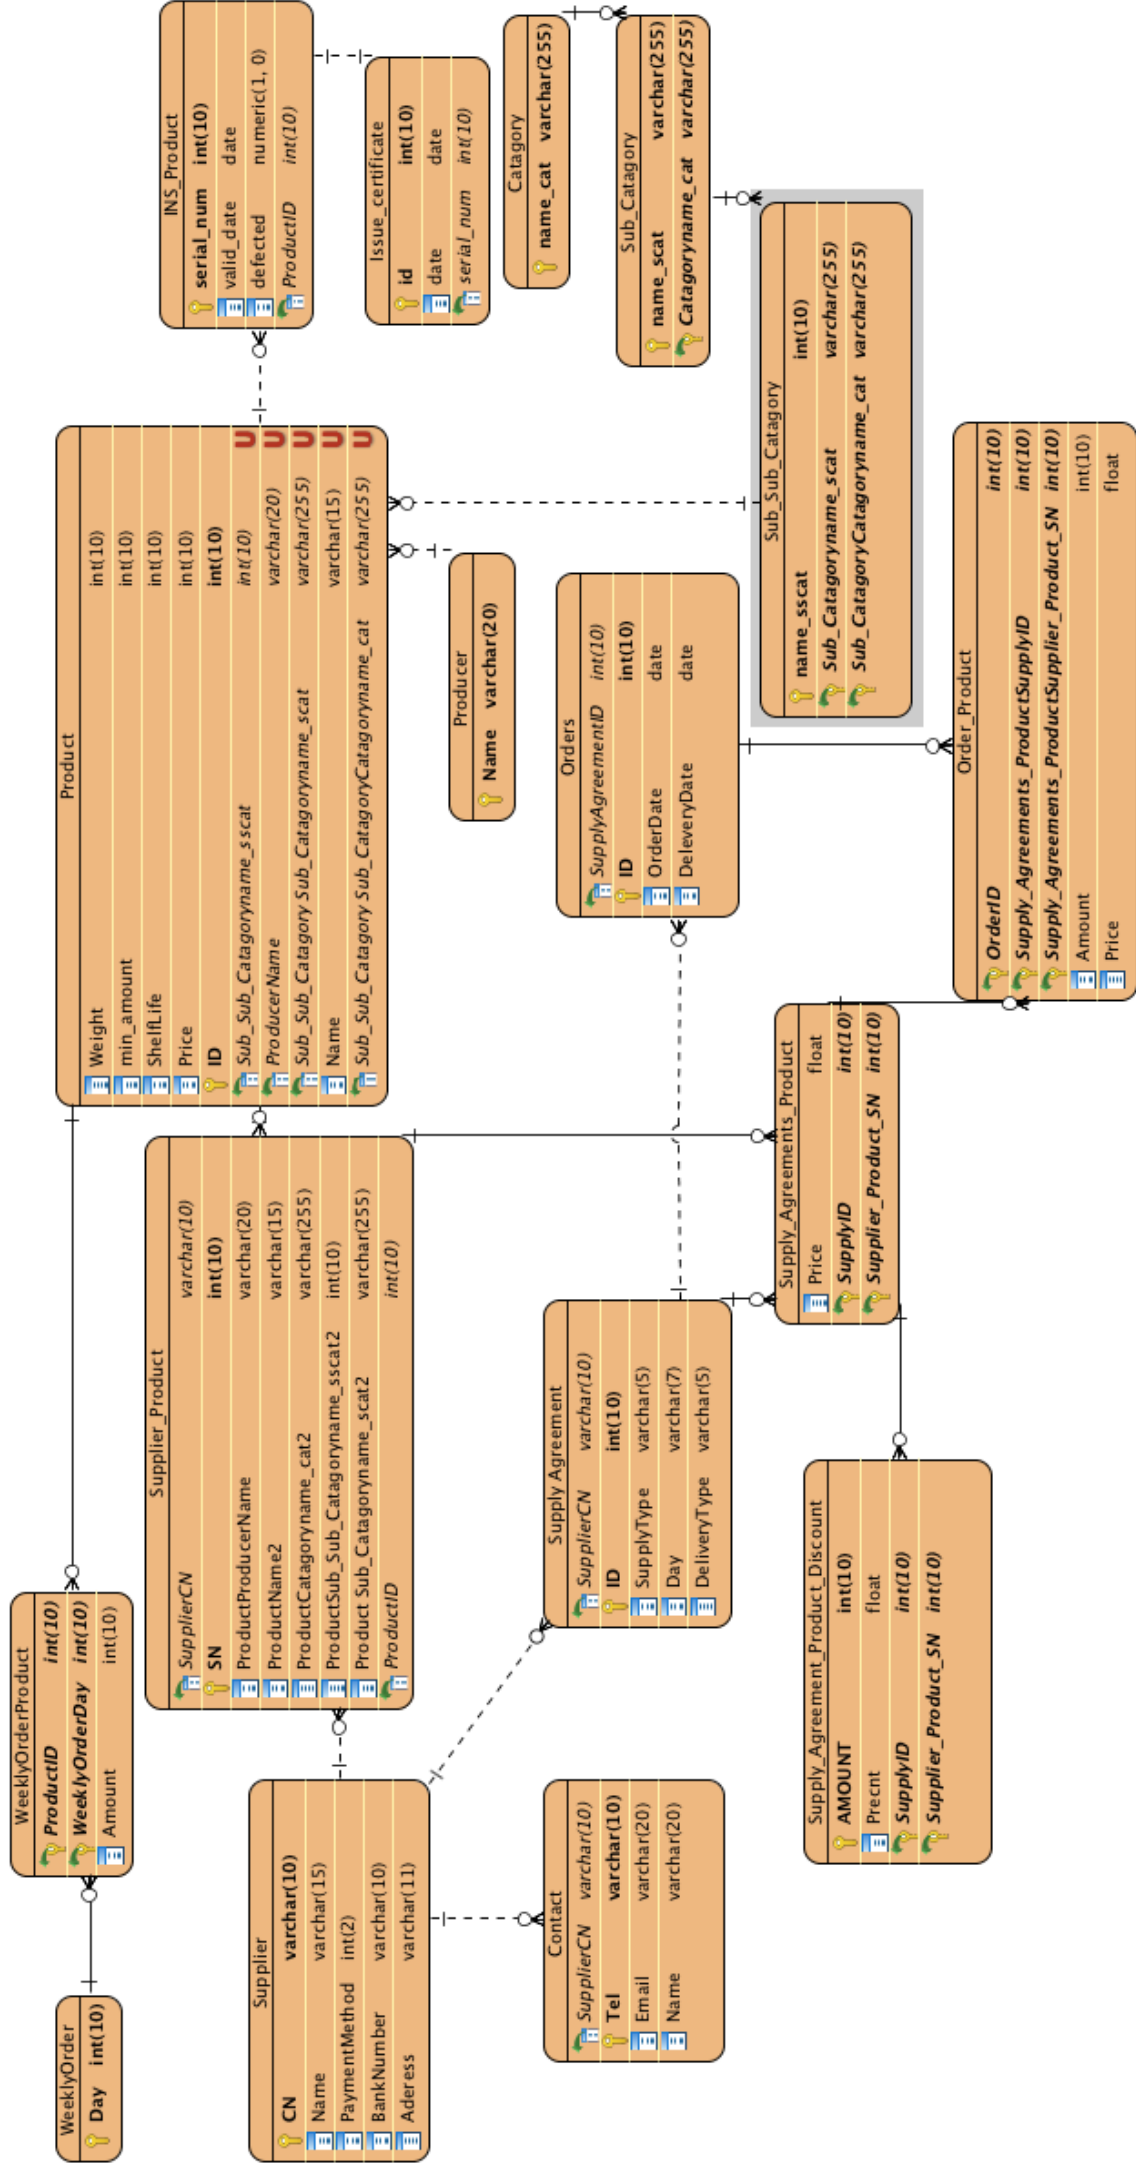 WeeklyOrder
Day int(10)
WeeklyOrderProduct
ProductID int(10)
WeeklyOrderDay int(10)
Amount int(10)
Product
Weight int(10)
min_amount int(10)
ShelfLife int(10)
Price int(10)
ID int(10)
Sub_Sub_Catagoryname_sscat int(10) U
ProducerName varchar(20) U
Sub_Sub_Catagory Sub_Catagoryname_scat varchar(255) U
Name varchar(15) U
Sub_Sub_Catagory Sub_CatagoryCatagoryname_cat varchar(255) U
INS_Product
serial_num int(10)
valid_date date
defected numeric(1, 0)
ProductID int(10)
Supplier_Product
SupplierCN varchar(10)
SN int(10)
ProductProducerName varchar(20)
ProductName2 varchar(15)
ProductCatagoryname_cat2 varchar(255)
ProductSub_Sub_Catagoryname_sscat2 int(10)
Product Sub_Catagoryname_scat2 varchar(255)
ProductID int(10)
Supplier
CN varchar(10)
Name varchar(15)
PaymentMethod int(2)
BankNumber varchar(10)
Aderess varchar(11)
Issue_certificate
id int(10)
date date
serial_num int(10)
Producer
Name varchar(20)
Catagory
name_cat varchar(255)
Contact
SupplierCN varchar(10)
Tel varchar(10)
Email varchar(20)
Name varchar(20)
Supply Agreement
SupplierCN varchar(10)
ID int(10)
SupplyType varchar(5)
Day varchar(7)
DeliveryType varchar(5)
Orders
SupplyAgreementID int(10)
ID int(10)
OrderDate date
DeleveryDate date
Sub_Catagory
name_scat varchar(255)
Catagoryname_cat varchar(255)
Sub_Sub_Catagory
name_sscat int(10)
Sub_Catagoryname_scat varchar(255)
Sub_CatagoryCatagoryname_cat varchar(255)
Supply_Agreements_Product
Price float
SupplyID int(10)
Supplier_Product_SN int(10)
Supply_Agreement_Product_Discount
AMOUNT int(10)
Precnt float
SupplyID int(10)
Supplier_Product_SN int(10)
Order_Product
OrderID int(10)
Supply_Agreements_ProductSupplyID int(10)
Supply_Agreements_ProductSupplier_Product_SN int(10)
Amount int(10)
Price float